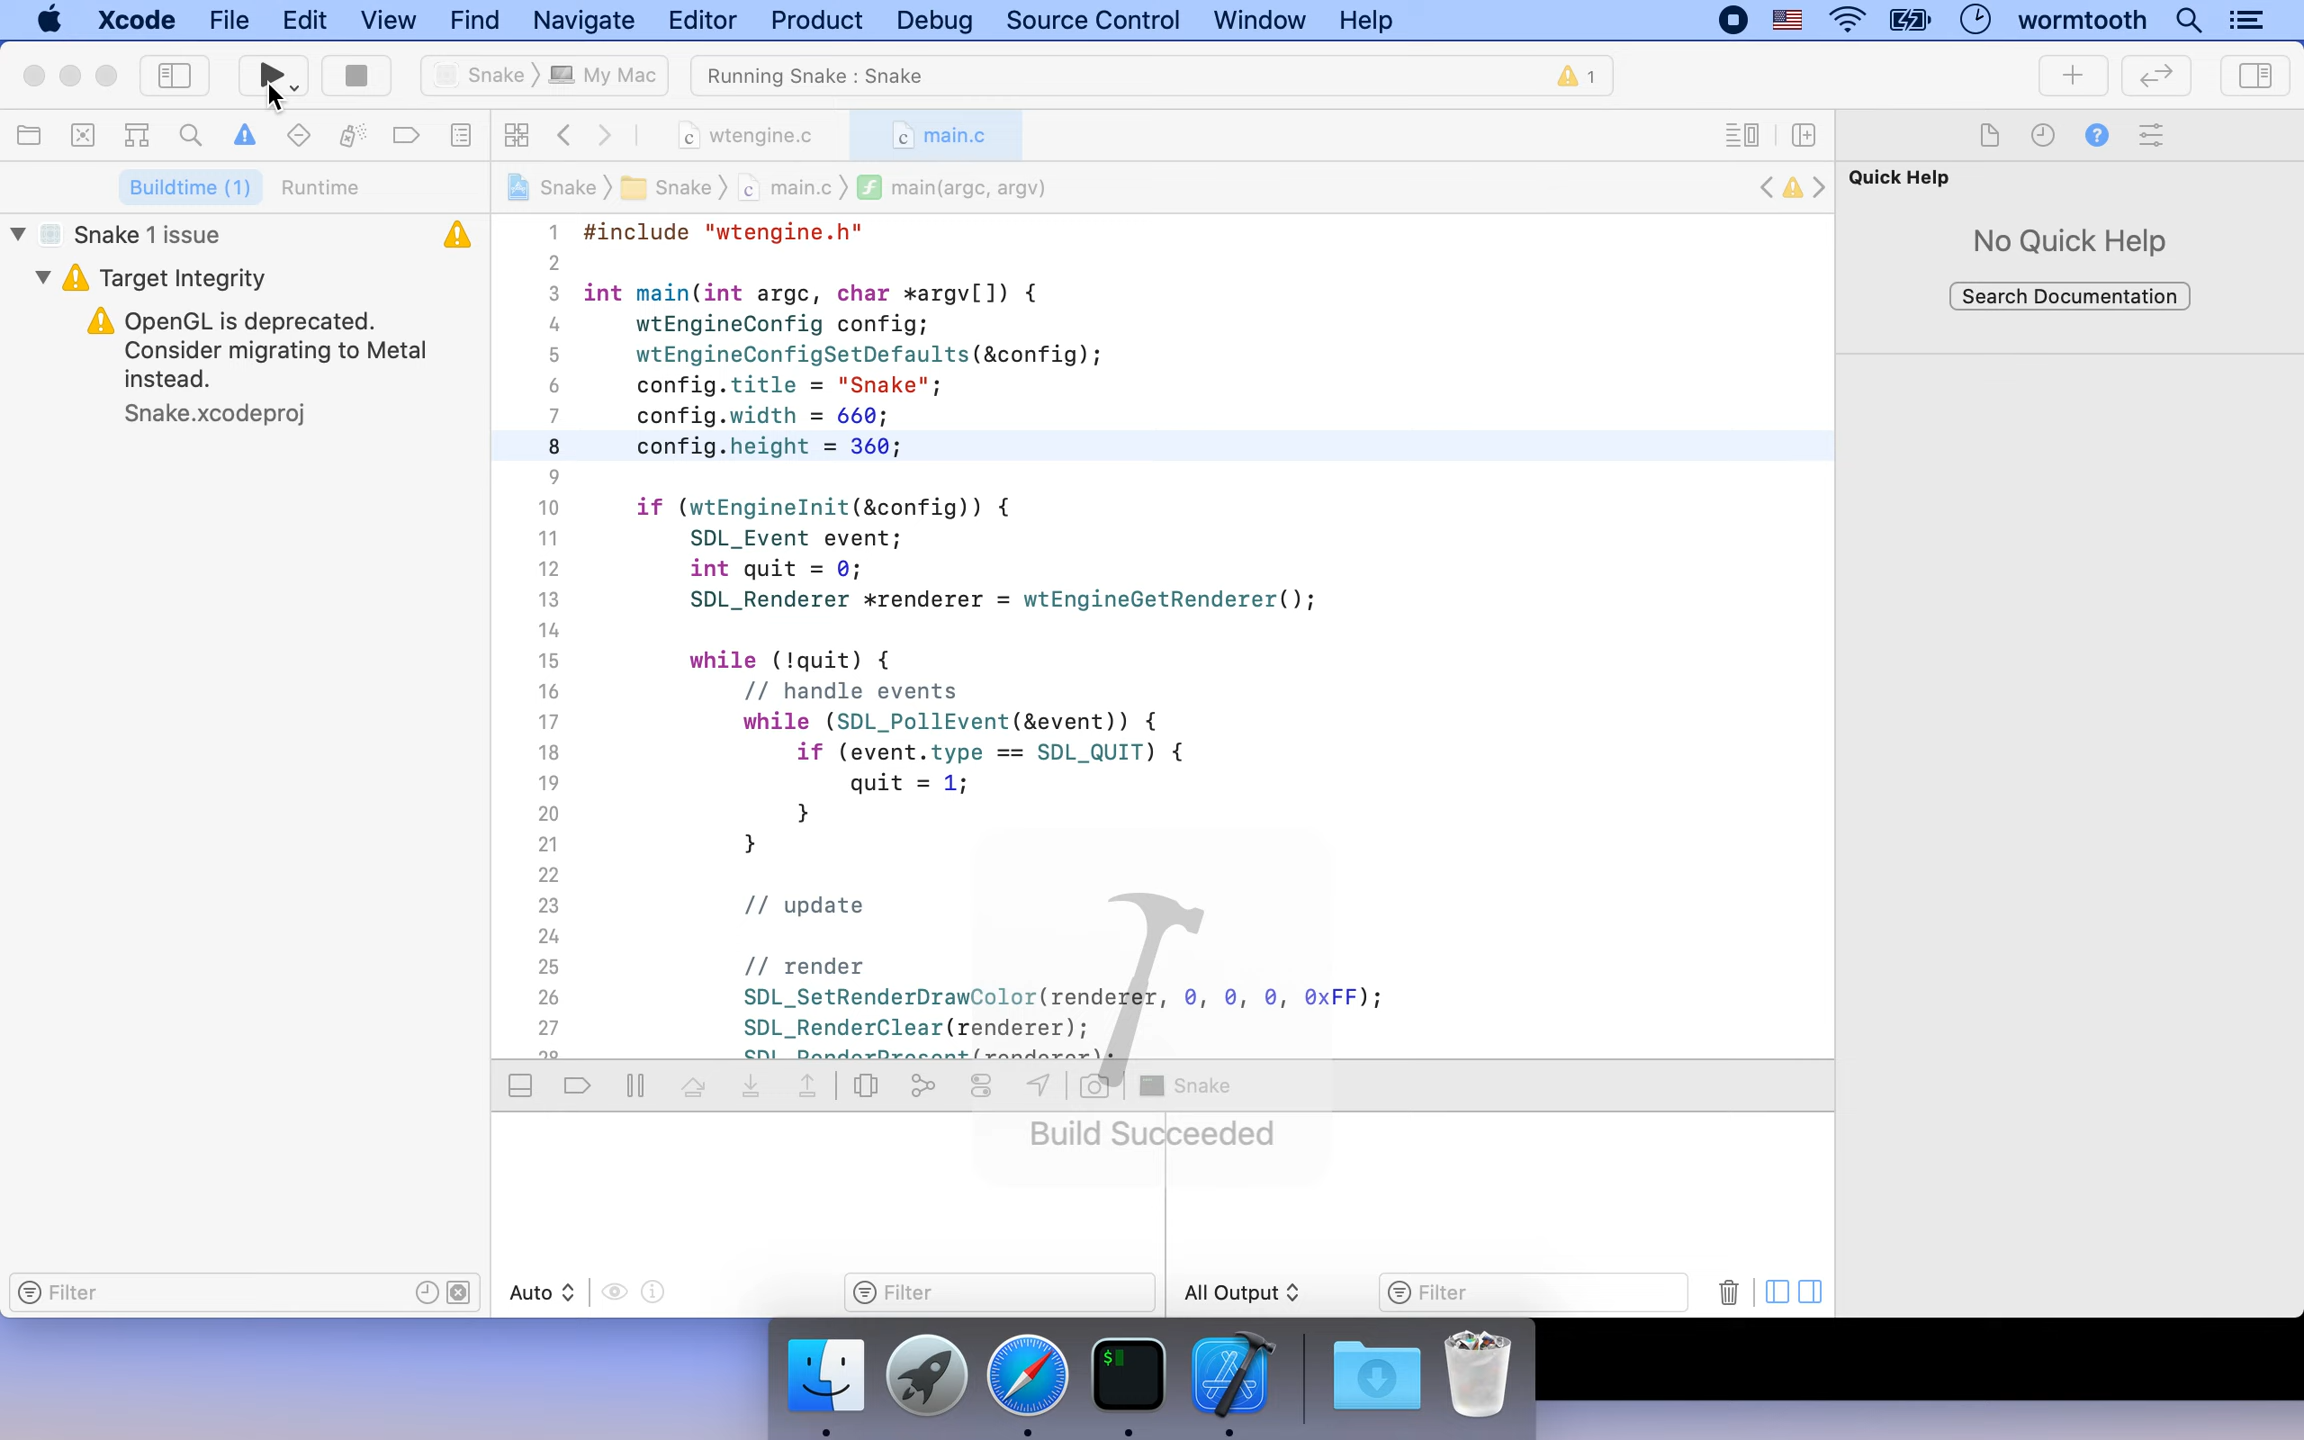 Xcode File Edit View Find Navigate Editor Product Debug Source Control Window Help wormtooth
Snake My Mac Running Snake : Snake 1
wtengine.c main.c
Buildtime (1) Runtime
Snake Snake main.c main(argc, argv)
Quick Help
No Quick Help
Search Documentation
Snake 1 issue
Target Integrity
OpenGL is deprecated.
Consider migrating to Metal
instead.
Snake.xcodeproj
1 #include "wtengine.h"
2
3 int main(int argc, char *argv[]) {
4 wtEngineConfig config;
5 wtEngineConfigSetDefaults(&config);
6 config.title = "Snake";
7 config.width = 660;
8 config.height = 360;
9
10 if (wtEngineInit(&config)) {
11 SDL_Event event;
12 int quit = 0;
13 SDL_Renderer *renderer = wtEngineGetRenderer();
14
15 while (!quit) {
16 // handle events
17 while (SDL_PollEvent(&event)) {
18 if (event.type == SDL_QUIT) {
19 quit = 1;
20 }
21 }
22
23 // update
24
25 // render
26 SDL_SetRenderDrawColor(renderer, 0, 0, 0, 0xFF);
27 SDL_RenderClear(renderer);
28 SDL_RenderPresent(renderer);
Snake
Build Succeeded
Filter Auto Filter All Output Filter
$